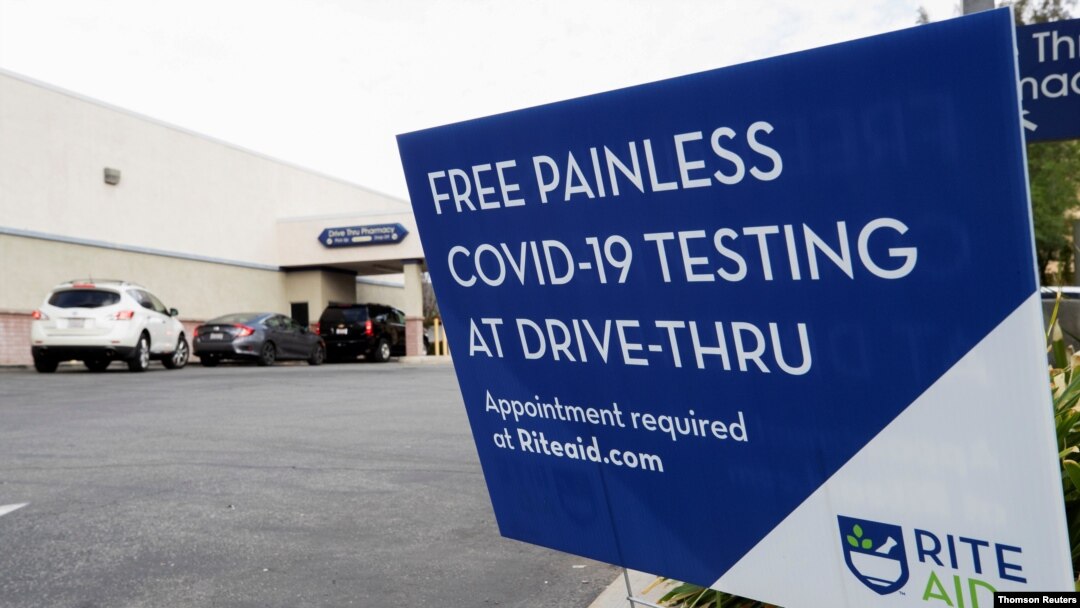 FREE PAINLESS
COVID-19 TESTING
AT DRIVE-THRU
Appointment required
at Riteaid.com
RITE
AID
TM
Drive Thru Pharmacy
Thomson Reuters